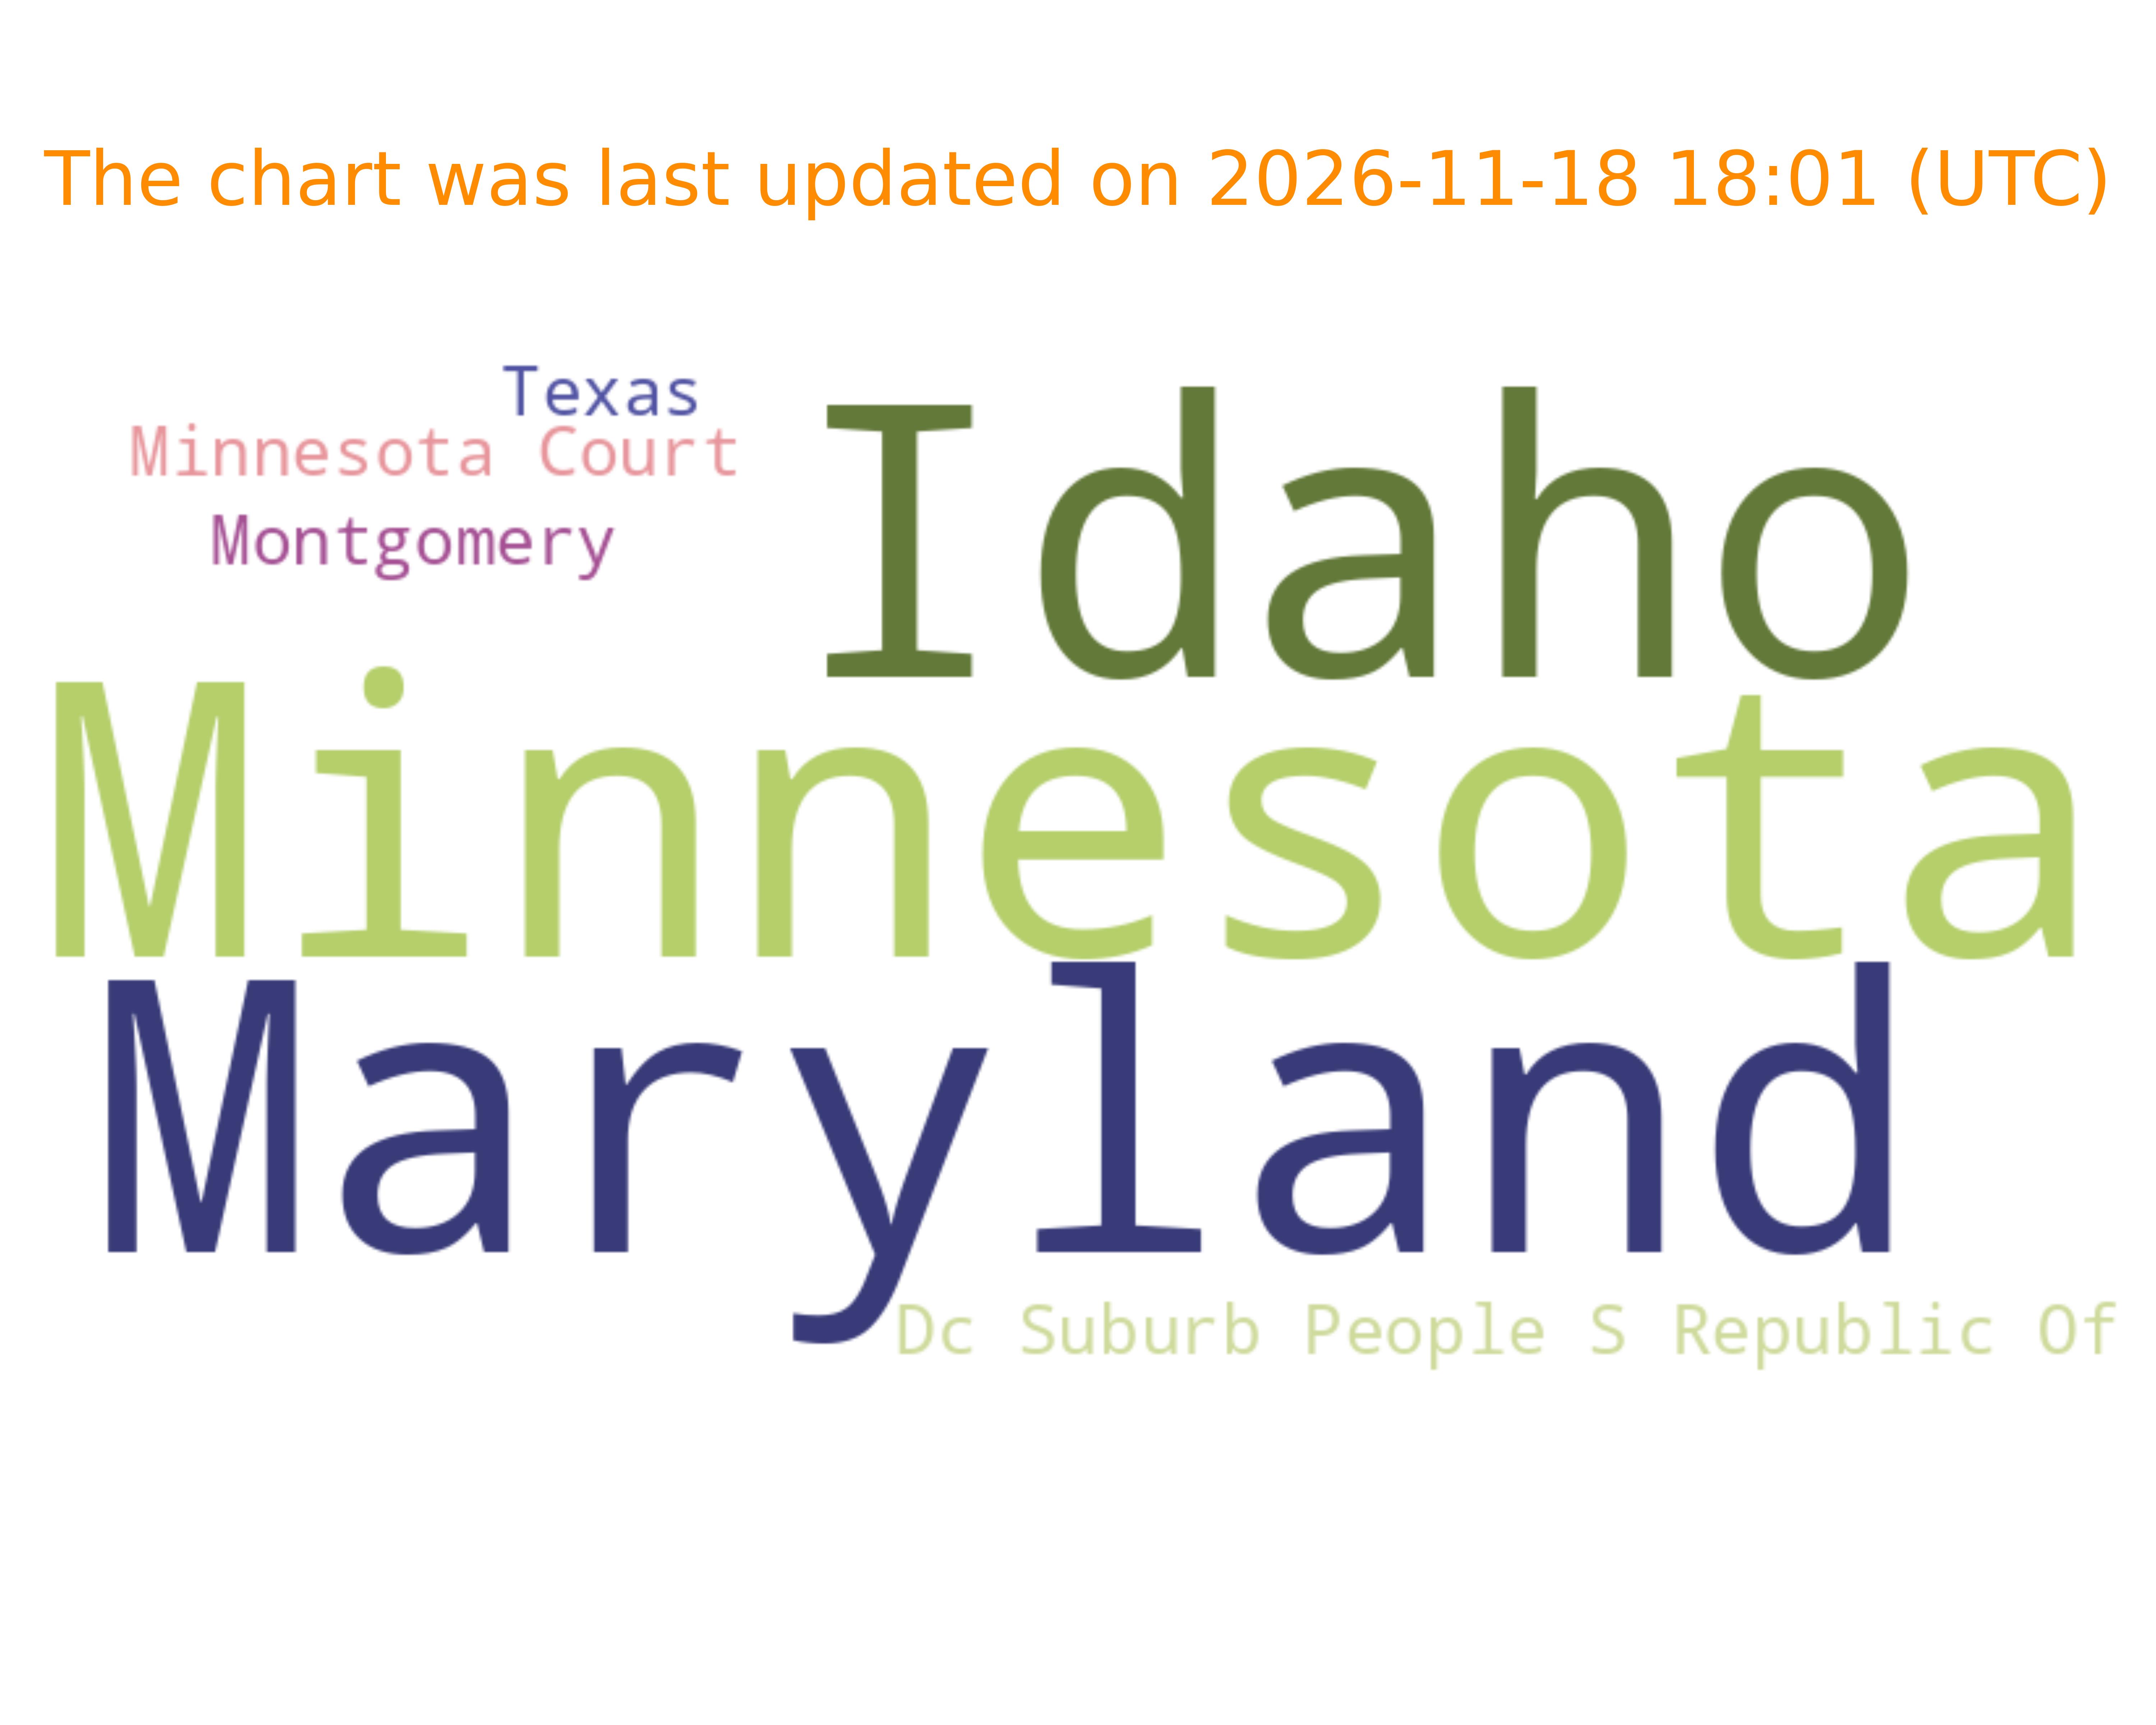 The chart was last updated on 2026-11-18 18:01 (UTC)
Texas
Minnesota Court
Montgomery
Idaho
Minnesota
Maryland
Dc Suburb People S Republic Of